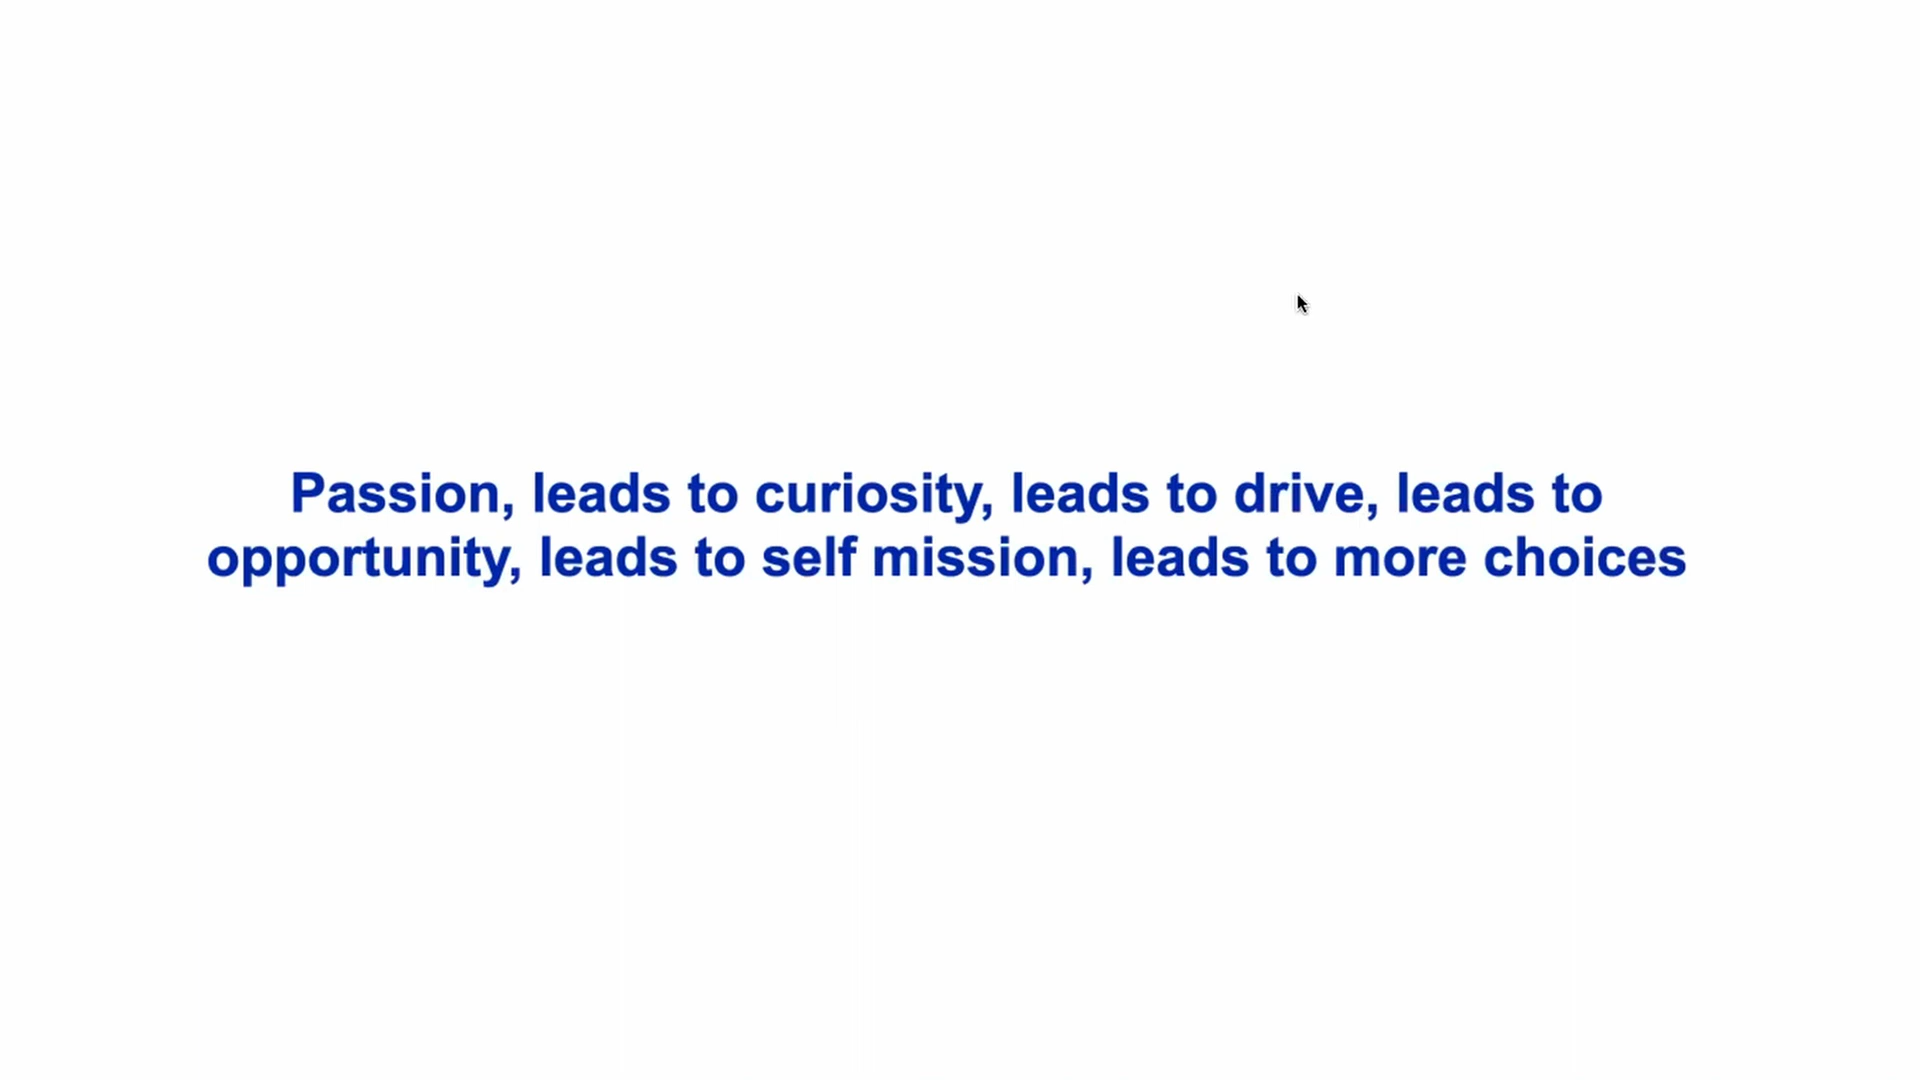 Passion, leads to curiosity, leads to drive, leads to
opportunity, leads to self mission, leads to more choices